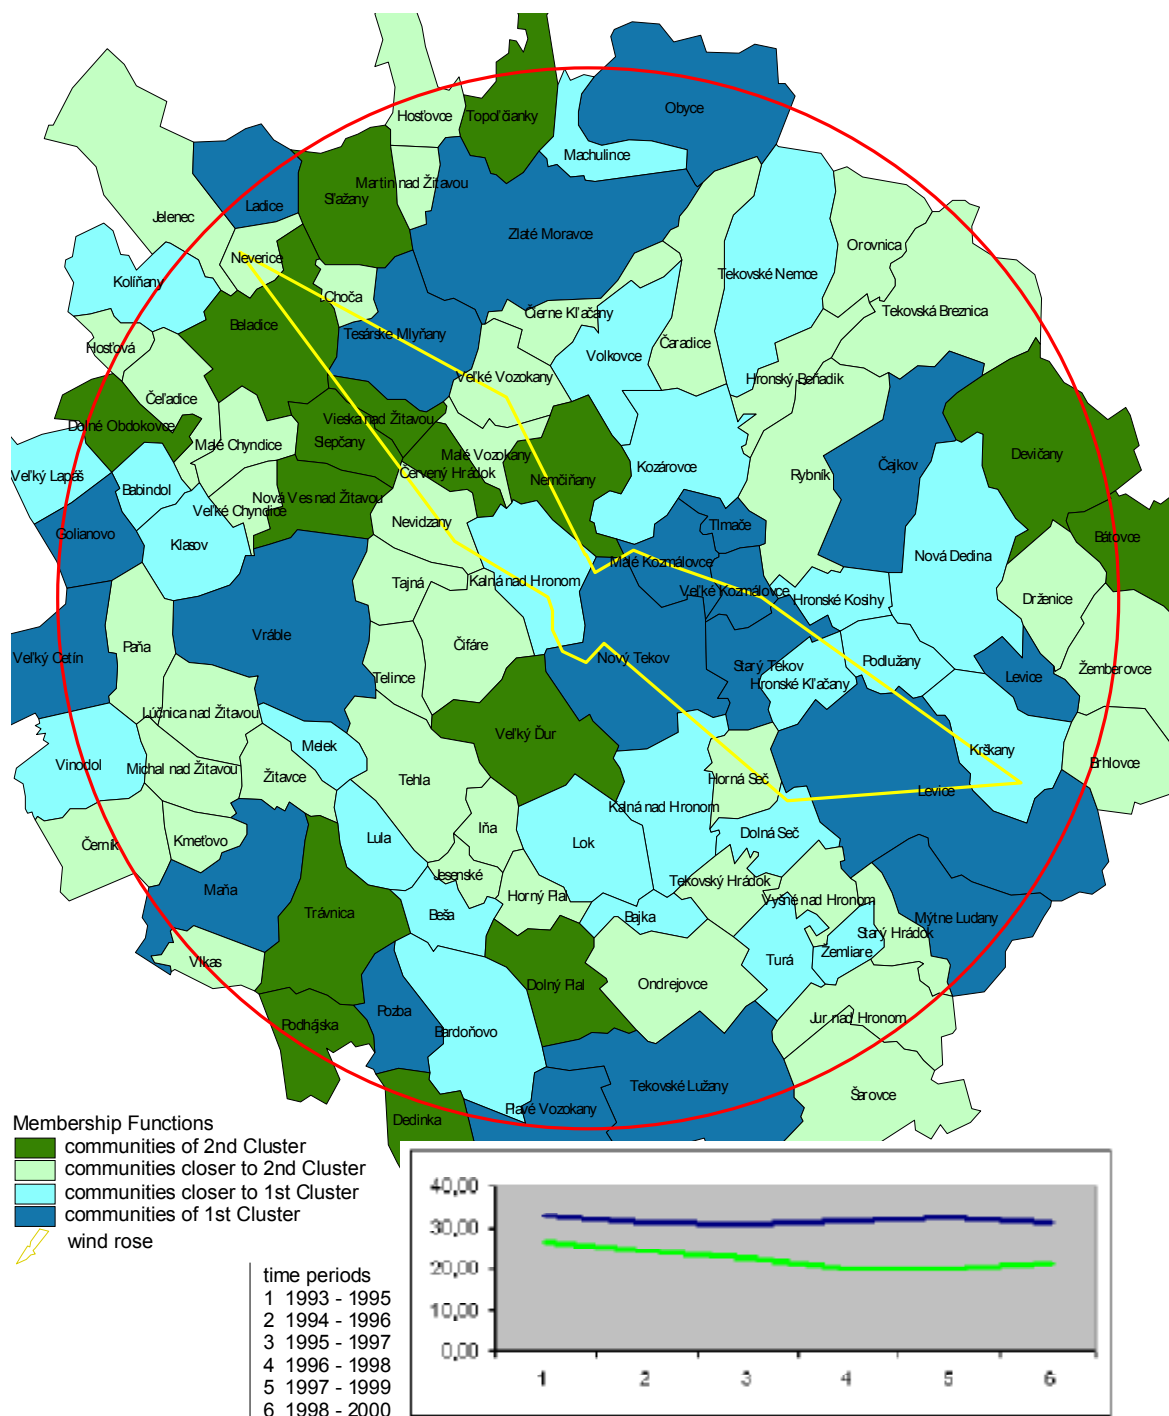 Obyce
Hosťovce
Topoľčianky
Machulince
Martin nad Žitavou
Sľažany
Ladice
Jelenec
Zlaté Moravce
Orovnica
Neverice
Tekovské Nemce
Kolíňany
Choča
Tekovská Breznica
Čierne Kľačany
Beladice
Tesárske Mlyňany
Hosťová
Volkovce
Čaradice
Veľké Vozokany
Hronský Beňadik
Čeľadice
Vieska nad Žitavou
Dolné Obdokovce
Slepčany
Malé Chyndice
Malé Vozokany
Devičany
Kozárovce
Čajkov
Veľký Lapáš
Červený Hrádok
Nemčiňany
Rybník
Babindol
Nová Ves nad Žitavou
Veľké Chyndice
Nevidzany
Tlmače
Golianovo
Bátovce
Klasov
Nová Dedina
Malé Kozmálovce
Kalná nad Hronom
Tajná
Veľké Kozmálovce
Hronské Kosihy
Drženice
Vráble
Paňa
Čifáre
Veľký Cetín
Nový Tekov
Starý Tekov
Podlužany
Žemberovce
Telince
Hronské Kľačany
Levice
Lúčnica nad Žitavou
Veľký Ďur
Melek
Krškany
Vinodol
Michal nad Žitavou
Žitavce
Tehla
Horná Seč
Brhlovce
Levice
Kalná nad Hronom
Iňa
Dolná Seč
Kmeťovo
Lula
Lok
Černík
Jesenské
Tekovský Hrádok
Maňa
Horný Pial
Vyšné nad Hronom
Trávnica
Beša
Bajka
Mýtne Ludany
Starý Hrádok
Žemliare
Vlkas
Turá
Dolný Pial
Ondrejovce
Pozba
Jur nad Hronom
Podhájska
Bardoňovo
Tekovské Lužany
Šarovce
Plavé Vozokany
Dedinka
Membership Functions
communities of 2nd Cluster
communities closer to 2nd Cluster
communities closer to 1st Cluster
communities of 1st Cluster
wind rose
time periods
1 1993 - 1995
2 1994 - 1996
3 1995 - 1997
4 1996 - 1998
5 1997 - 1999
6 1998 - 2000
40,00
30,00
20,00
10,00
0,00
1 2 3 4 5 6